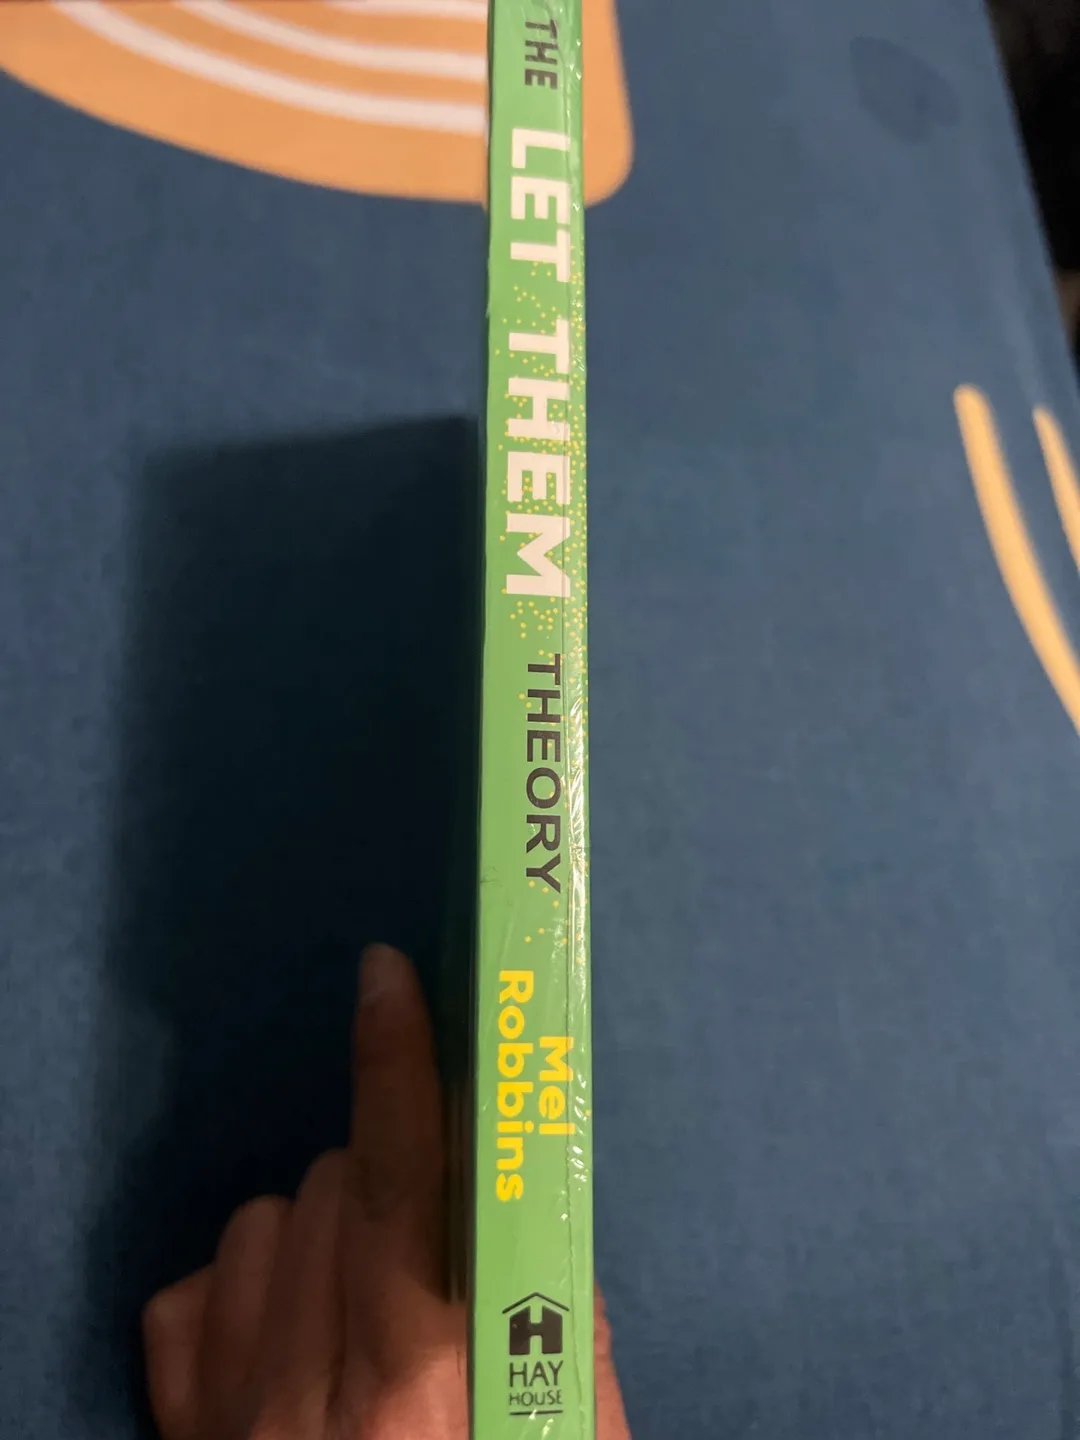 THE LET THEM THEORY
Mel
Robbins
HAY
HOUSE